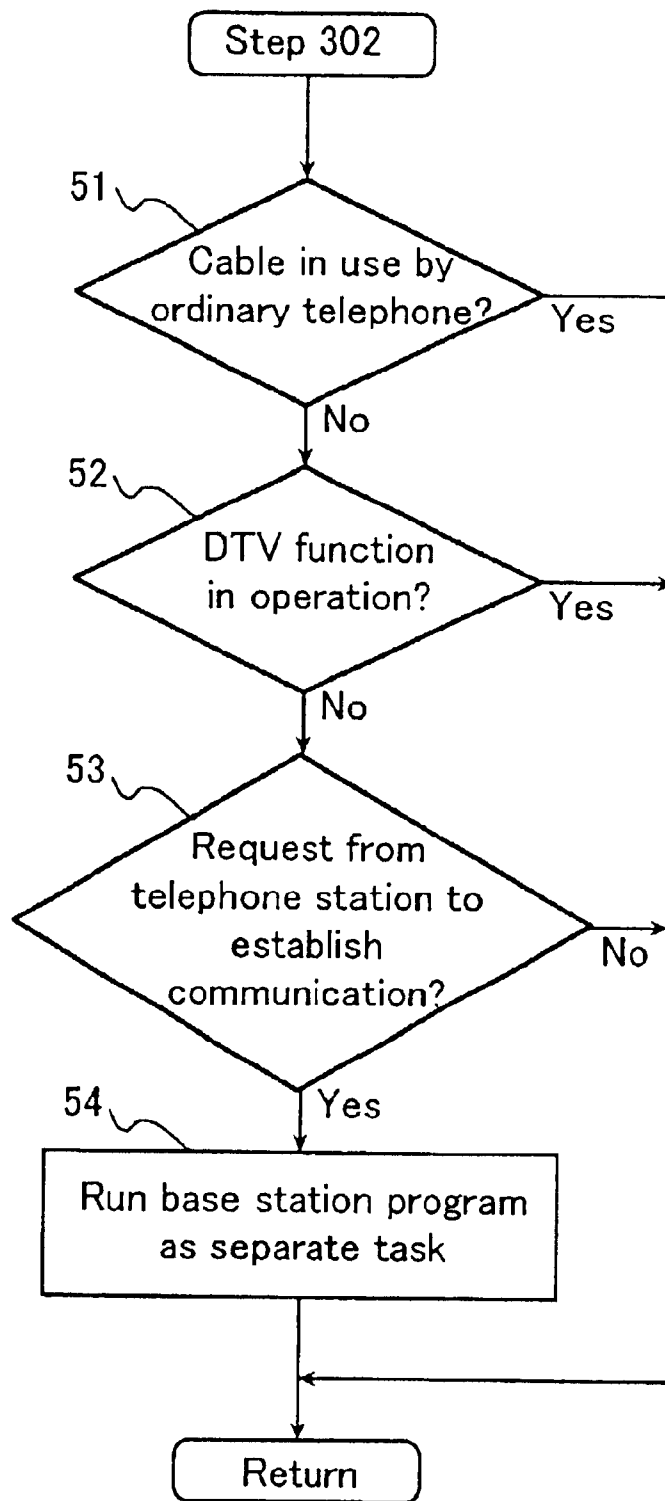 Step 302
51
Cable in use by
ordinary telephone?
Yes
No
52
DTV function
in operation?
Yes
No
53
Request from
telephone station to
establish
communication?
No
Yes
54
Run base station program
as separate task
Return